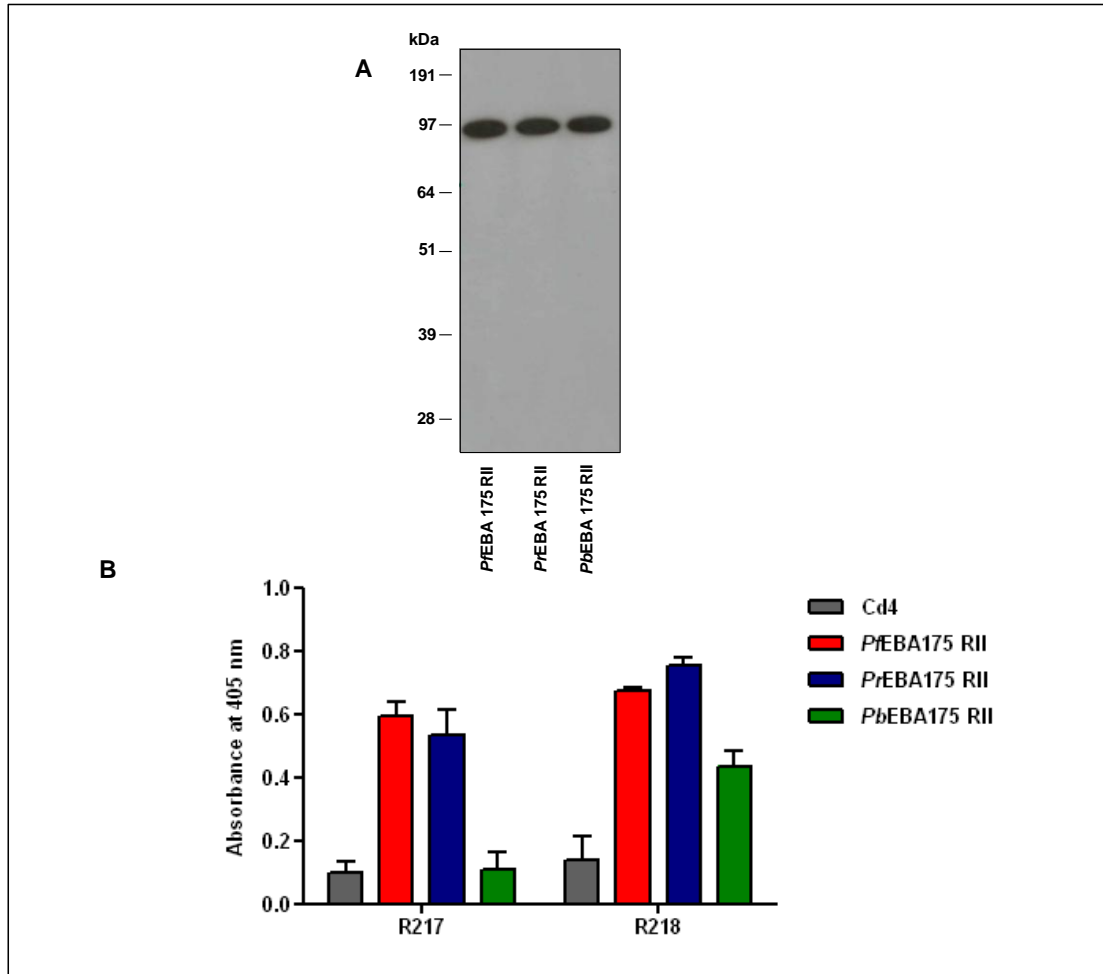 kDa
A
191
97
64
51
39
28
PfEBA 175 RII
PrEBA 175 RII
PbEBA 175 RII
B
Absorbance at 405 nm
1.0
0.8
0.6
0.4
0.2
0.0
R217
R218
Cd4
PfEBA175 RII
PrEBA175 RII
PbEBA175 RII